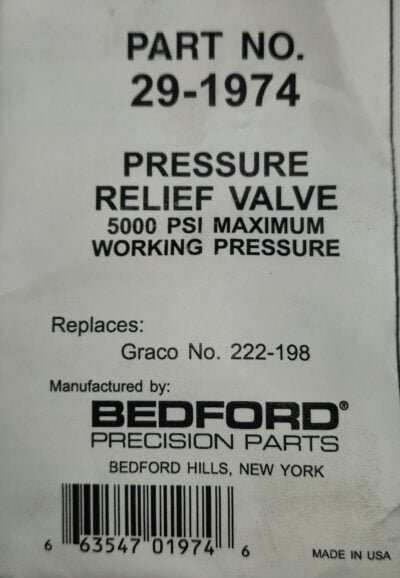 PART NO.
29-1974
PRESSURE
RELIEF VALVE
5000 PSI MAXIMUM
WORKING PRESSURE
Replaces:
Graco No. 222-198
Manufactured by:
BEDFORD®
PRECISION PARTS
BEDFORD HILLS, NEW YORK
6 63547 01974 6
MADE IN USA